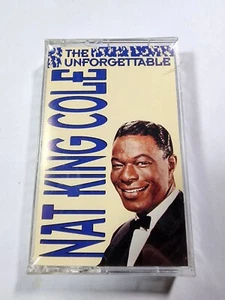 THE
UNFORGETTABLE
NAT KING COLE